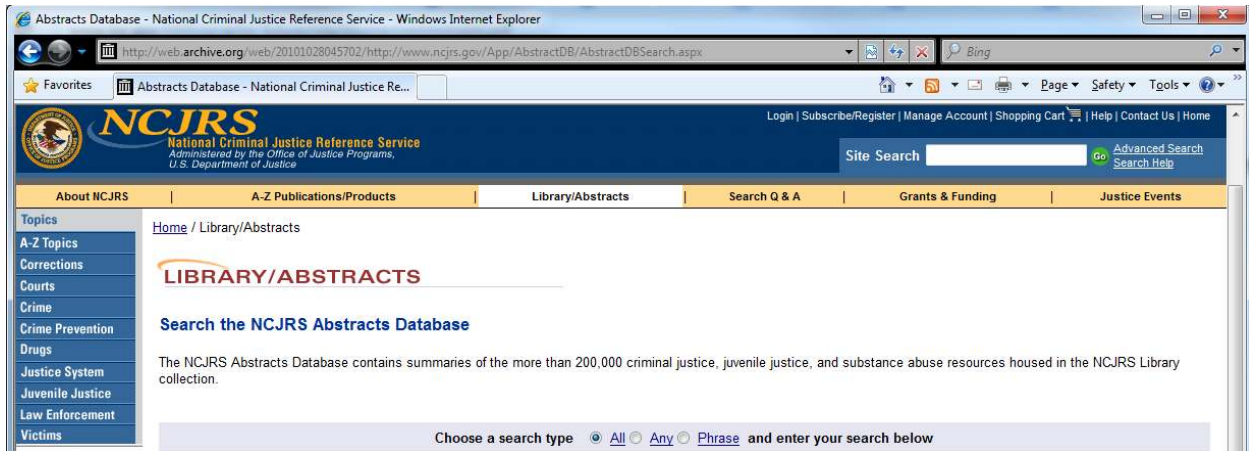 Abstracts Database - National Criminal Justice Reference Service - Windows Internet Explorer
http://web.archive.org/web/20101028045702/http://www.ncjrs.gov/App/AbstractDB/AbstractDBSearch.aspx
Bing
Favorites
Abstracts Database - National Criminal Justice Re...
Page Safety Tools
Login | Subscribe/Register | Manage Account | Shopping Cart | Help | Contact Us | Home
NCJRS
National Criminal Justice Reference Service
Administered by the Office of Justice Programs,
U.S. Department of Justice
Site Search Go Advanced Search
Search Help
About NCJRS | A-Z Publications/Products | Library/Abstracts | Search Q & A | Grants & Funding | Justice Events
Topics
A-Z Topics
Corrections
Courts
Crime
Crime Prevention
Drugs
Justice System
Juvenile Justice
Law Enforcement
Victims
Home / Library/Abstracts
LIBRARY/ABSTRACTS
Search the NCJRS Abstracts Database
The NCJRS Abstracts Database contains summaries of the more than 200,000 criminal justice, juvenile justice, and substance abuse resources housed in the NCJRS Library
collection.
Choose a search type All Any Phrase and enter your search below